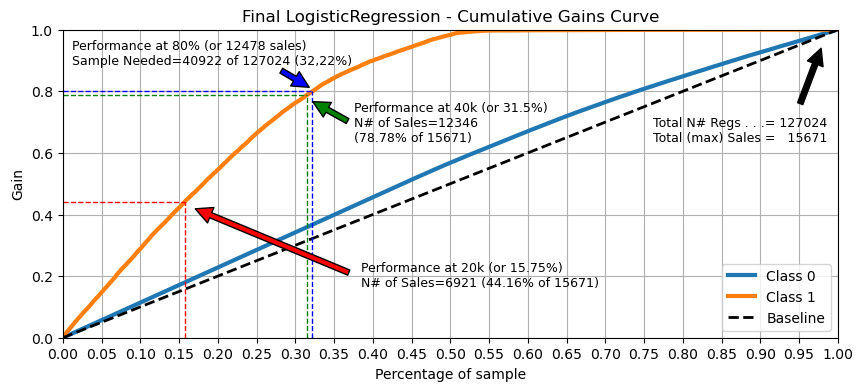 Final LogisticRegression - Cumulative Gains Curve
1.0
0.8
0.6
0.4
0.2
0.0
Gain
Performance at 80% (or 12478 sales)
Sample Needed=40922 of 127024 (32,22%)
Performance at 40k (or 31.5%)
N# of Sales=12346
(78.78% of 15671)
Total N# Regs . . .= 127024
Total (max) Sales =   15671
Performance at 20k (or 15.75%)
N# of Sales=6921 (44.16% of 15671)
Class 0
Class 1
Baseline
0.00 0.05 0.10 0.15 0.20 0.25 0.30 0.35 0.40 0.45 0.50 0.55 0.60 0.65 0.70 0.75 0.80 0.85 0.90 0.95 1.00
Percentage of sample